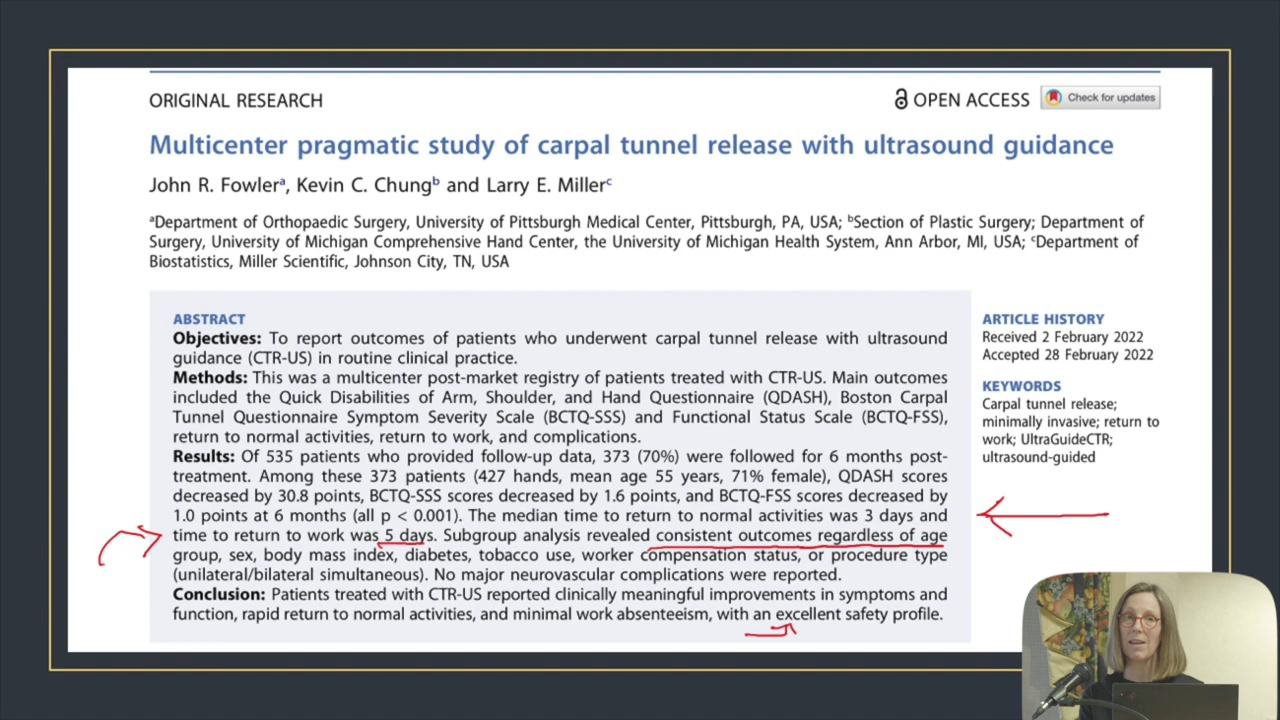 ORIGINAL RESEARCH
OPEN ACCESS
Check for updates
Multicenter pragmatic study of carpal tunnel release with ultrasound guidance
John R. Fowlerᵃ, Kevin C. Chungᵇ and Larry E. Millerᶜ
ᵃDepartment of Orthopaedic Surgery, University of Pittsburgh Medical Center, Pittsburgh, PA, USA; ᵇSection of Plastic Surgery; Department of
Surgery, University of Michigan Comprehensive Hand Center, the University of Michigan Health System, Ann Arbor, MI, USA; ᶜDepartment of
Biostatistics, Miller Scientific, Johnson City, TN, USA
ABSTRACT
Objectives: To report outcomes of patients who underwent carpal tunnel release with ultrasound
guidance (CTR-US) in routine clinical practice.
Methods: This was a multicenter post-market registry of patients treated with CTR-US. Main outcomes
included the Quick Disabilities of Arm, Shoulder, and Hand Questionnaire (QDASH), Boston Carpal
Tunnel Questionnaire Symptom Severity Scale (BCTQ-SSS) and Functional Status Scale (BCTQ-FSS),
return to normal activities, return to work, and complications.
Results: Of 535 patients who provided follow-up data, 373 (70%) were followed for 6 months post-
treatment. Among these 373 patients (427 hands, mean age 55 years, 71% female), QDASH scores
decreased by 30.8 points, BCTQ-SSS scores decreased by 1.6 points, and BCTQ-FSS scores decreased by
1.0 points at 6 months (all p < 0.001). The median time to return to normal activities was 3 days and
time to return to work was 5 days. Subgroup analysis revealed consistent outcomes regardless of age
group, sex, body mass index, diabetes, tobacco use, worker compensation status, or procedure type
(unilateral/bilateral simultaneous). No major neurovascular complications were reported.
Conclusion: Patients treated with CTR-US reported clinically meaningful improvements in symptoms and
function, rapid return to normal activities, and minimal work absenteeism, with an excellent safety profile.
ARTICLE HISTORY
Received 2 February 2022
Accepted 28 February 2022
KEYWORDS
Carpal tunnel release;
minimally invasive; return to
work; UltraGuideCTR;
ultrasound-guided